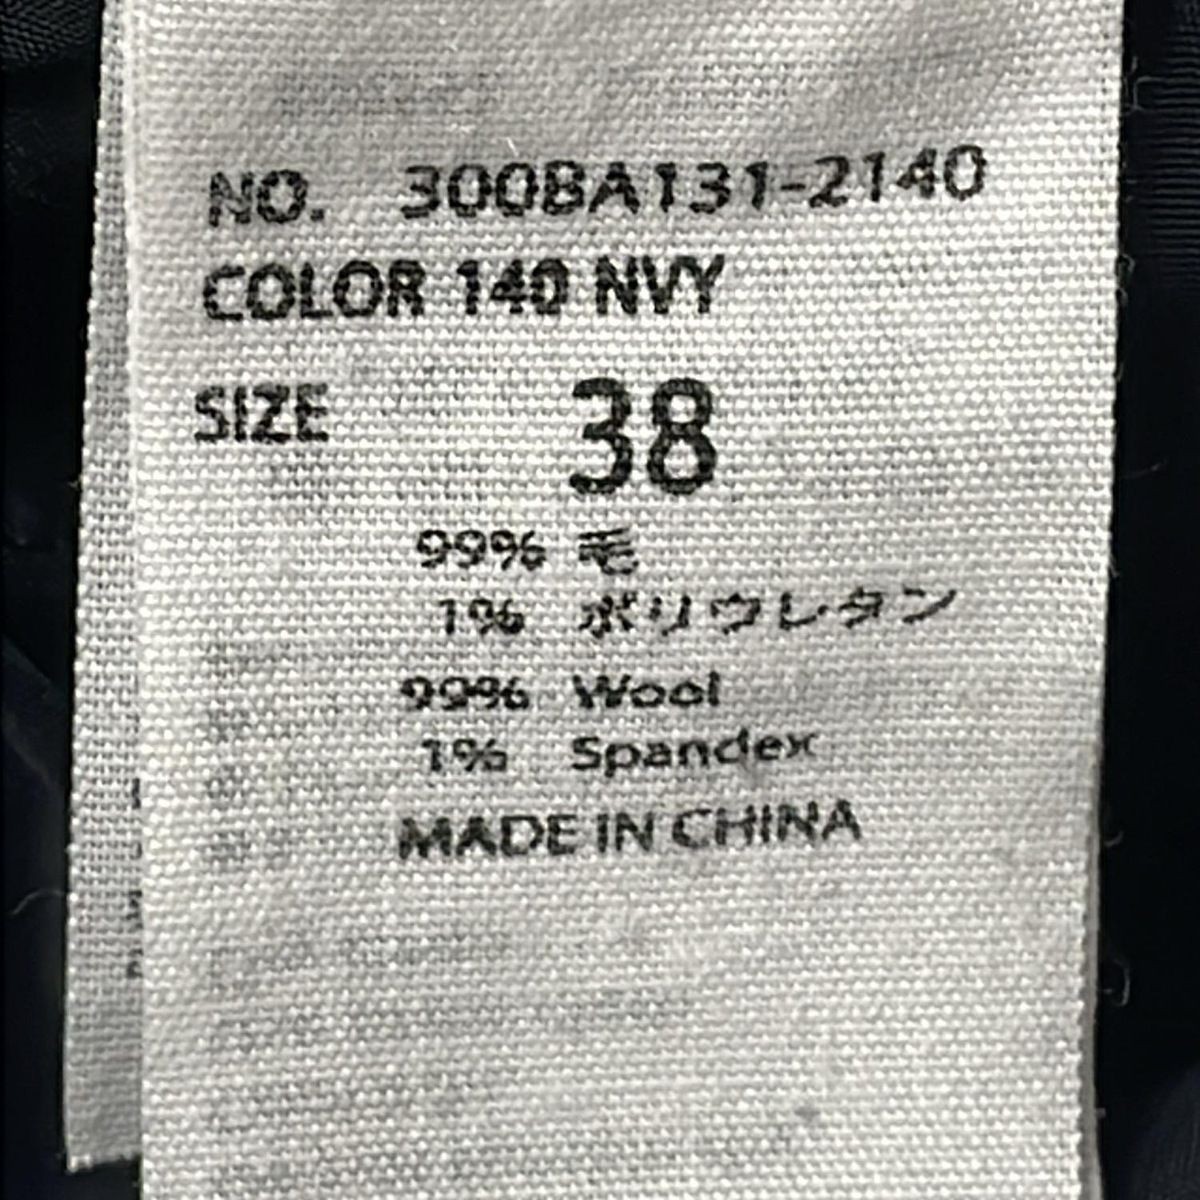 NO. 300BA131-2140
COLOR 140 NVY
SIZE 38
99% 毛
1% ポリウレタン
99% Wool
1% Spandex
MADE IN CHINA